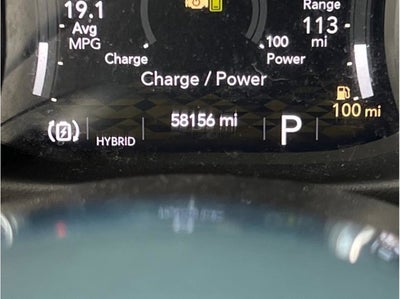 19.1
Avg
MPG
Range
113
mi
Charge
100
Power
Charge / Power
100 mi
58156 mi
P
HYBRID